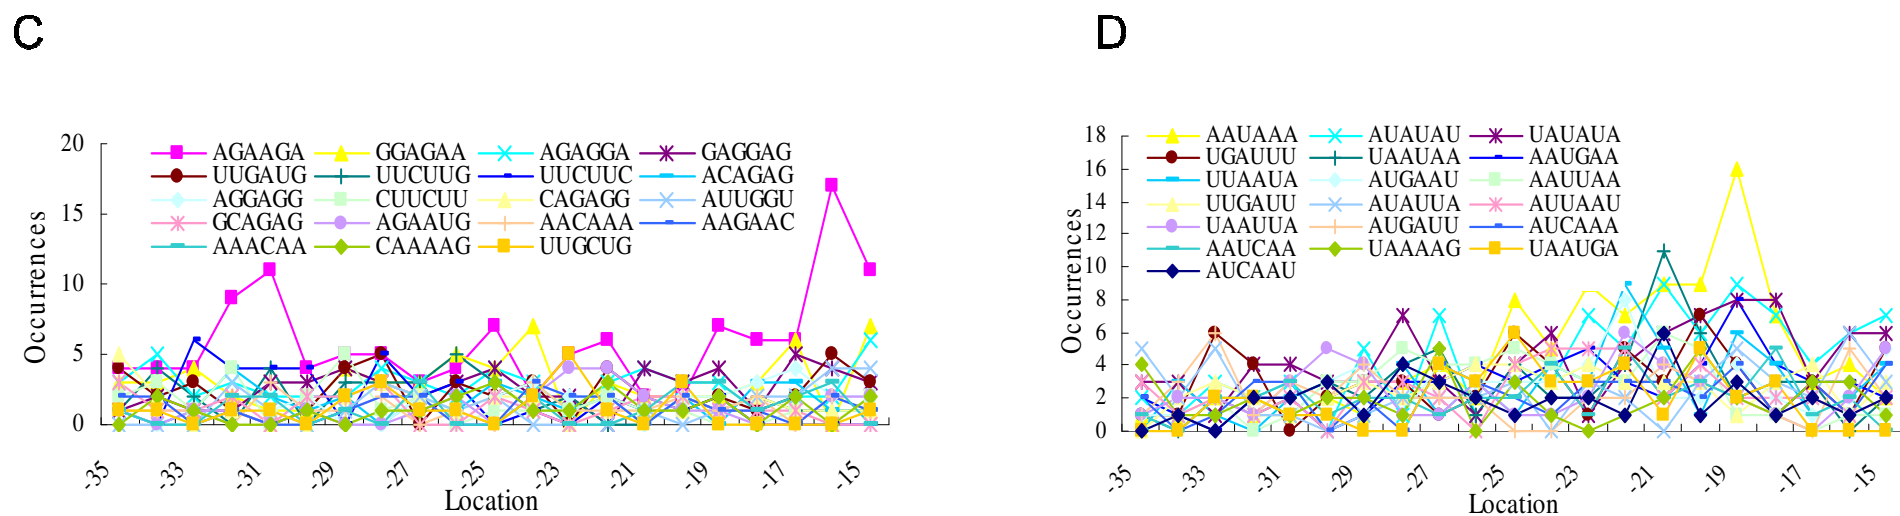 C
D
20
15
10
5
0
Occurrences
AGAAGA GGAGAA AGAGGA GAGGAG
UUGAUG UUCUUG UUCUUC ACAGAG
AGGAGG CUUCUU CAGAGG AUUGGU
GCAGAG AGAAUG AACAAA AAGAAC
AAACAA CAAAAG UUGCUG
-35 -33 -31 -29 -27 -25 -23 -21 -19 -17 -15
Location
18
16
14
12
10
8
6
4
2
0
Occurrences
AAUAAA AUAUAU UAUAUA
UGAUUU UAAUAA AAUGAA
UUAAUA AUGAAU AAUUAA
UUGAUU AUAUUA AUUAAU
UAAUUA AUGAUU AUCAAA
AAUCAA UAAAAG UAAUGA
AUCAAU
-35 -33 -31 -29 -27 -25 -23 -21 -19 -17 -15
Location